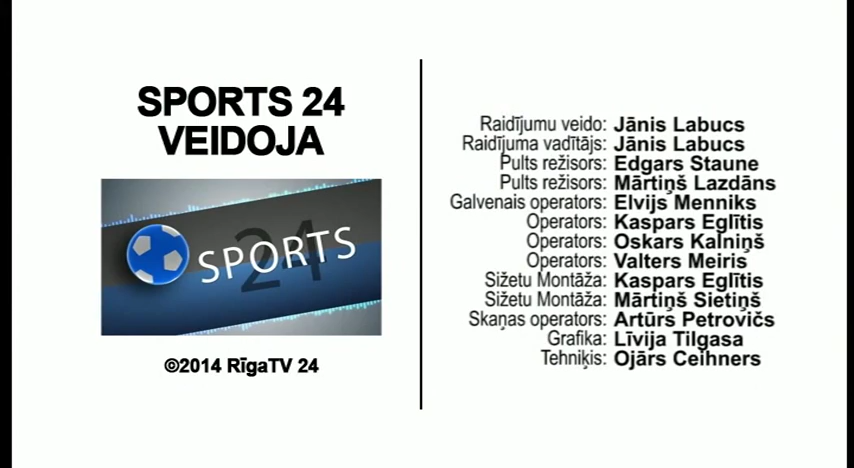 SPORTS 24
VEIDOJA
24
SPORTS
©2014 RīgaTV 24
Raidījumu veido: Jānis Labucs
Raidījuma vadītājs: Jānis Labucs
Pults režisors: Edgars Staune
Pults režisors: Mārtiņš Lazdāns
Galvenais operators: Elvijs Menniks
Operators: Kaspars Eglītis
Operators: Oskars Kalniņš
Operators: Valters Meiris
Sižetu Montāža: Kaspars Eglītis
Sižetu Montāža: Mārtiņš Sietiņš
Skaņas operators: Artūrs Petrovičs
Grafika: Līvija Tilgasa
Tehniķis: Ojārs Ceihners